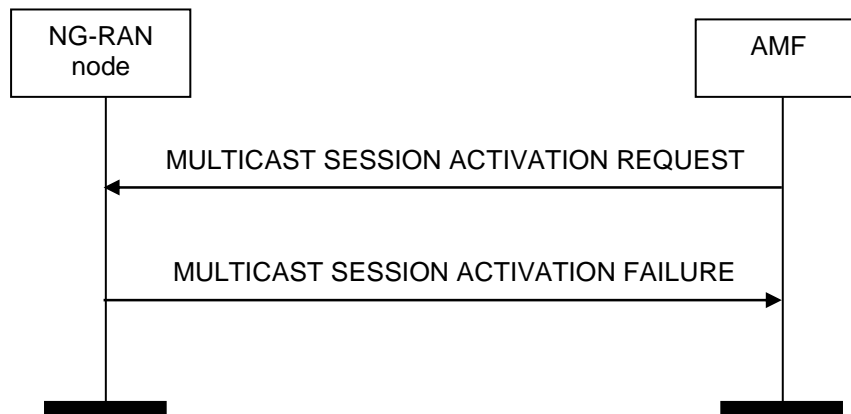 NG-RAN
node
AMF
MULTICAST SESSION ACTIVATION REQUEST
MULTICAST SESSION ACTIVATION FAILURE